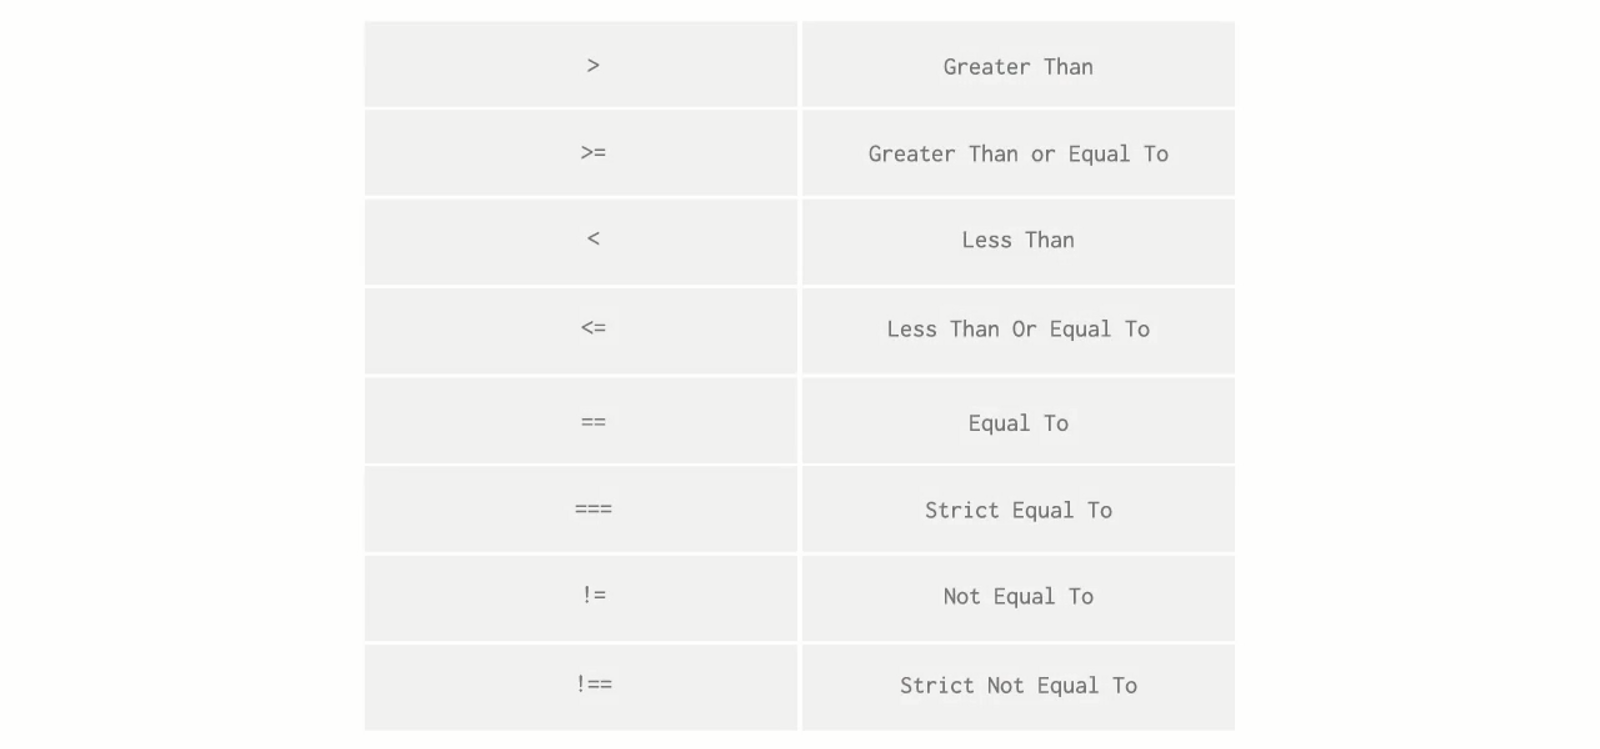 > Greater Than
>= Greater Than or Equal To
< Less Than
<= Less Than Or Equal To
== Equal To
=== Strict Equal To
!= Not Equal To
!== Strict Not Equal To